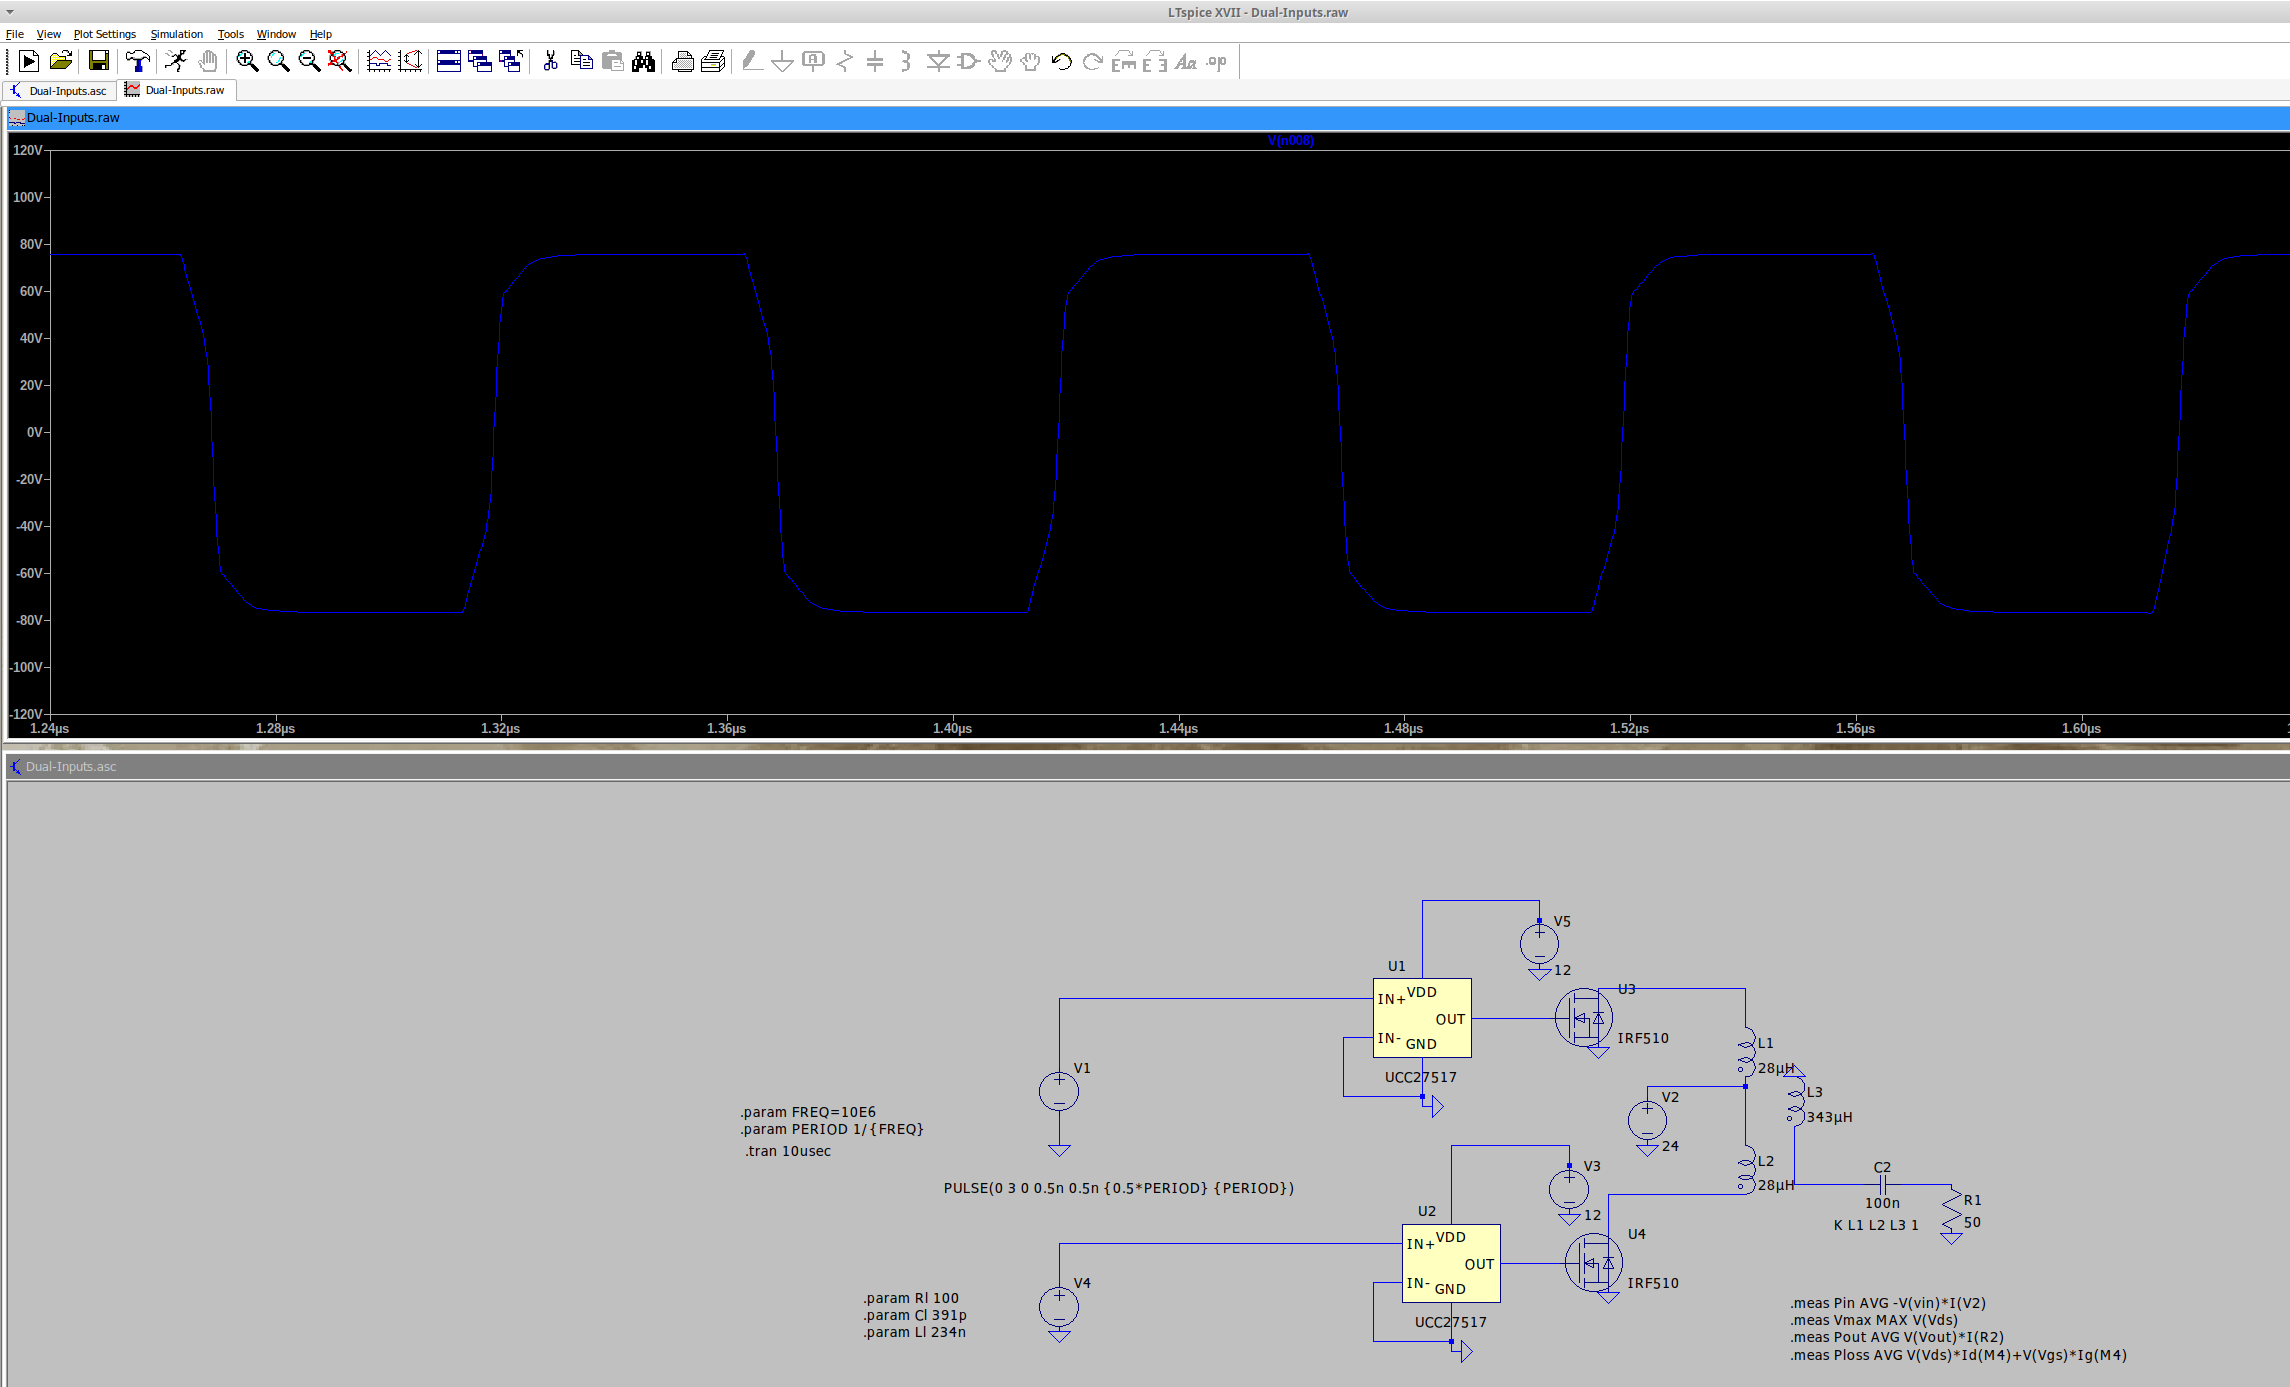 LTspice XVII - Dual-Inputs.raw
File View Plot Settings Simulation Tools Window Help
Dual-Inputs.asc Dual-Inputs.raw
Dual-Inputs.raw
V(n008)
120V
100V
80V
60V
40V
20V
0V
-20V
-40V
-60V
-80V
-100V
-120V
1.24µs 1.28µs 1.32µs 1.36µs 1.40µs 1.44µs 1.48µs 1.52µs 1.56µs 1.60µs
Dual-Inputs.asc
V5
12
U1
IN+ VDD
OUT
IN- GND
UCC27517
U3
IRF510
V1
L1
28µH
V2
24
L3
343µH
.param FREQ=10E6
.param PERIOD 1/{FREQ}
.tran 10usec
V3
12
L2
28µH
C2
100n
R1
50
K L1 L2 L3 1
PULSE(0 3 0 0.5n 0.5n {0.5*PERIOD} {PERIOD})
U2
IN+ VDD
OUT
IN- GND
UCC27517
U4
IRF510
V4
.param Rl 100
.param Cl 391p
.param Ll 234n
.meas Pin AVG -V(vin)*I(V2)
.meas Vmax MAX V(Vds)
.meas Pout AVG V(Vout)*I(R2)
.meas Ploss AVG V(Vds)*Id(M4)+V(Vgs)*Ig(M4)